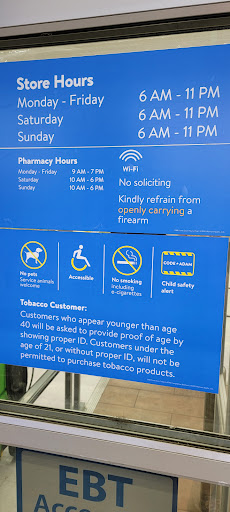 Store Hours
Monday - Friday 6 AM - 11 PM
Saturday 6 AM - 11 PM
Sunday 6 AM - 11 PM
Pharmacy Hours
Monday - Friday 9 AM - 7 PM
Saturday 10 AM - 6 PM
Sunday 10 AM - 6 PM
Wi-Fi
No soliciting
Kindly refrain from
openly carrying a
firearm
No pets
Service animals
welcome
Accessible
No smoking
including
e-cigarettes
CODE ADAM
Child safety
alert
Tobacco Customer:
Customers who appear younger than age
40 will be asked to provide proof of age by
showing proper ID. Customers under the
age of 21, or without proper ID, will not be
permitted to purchase tobacco products.
EBT